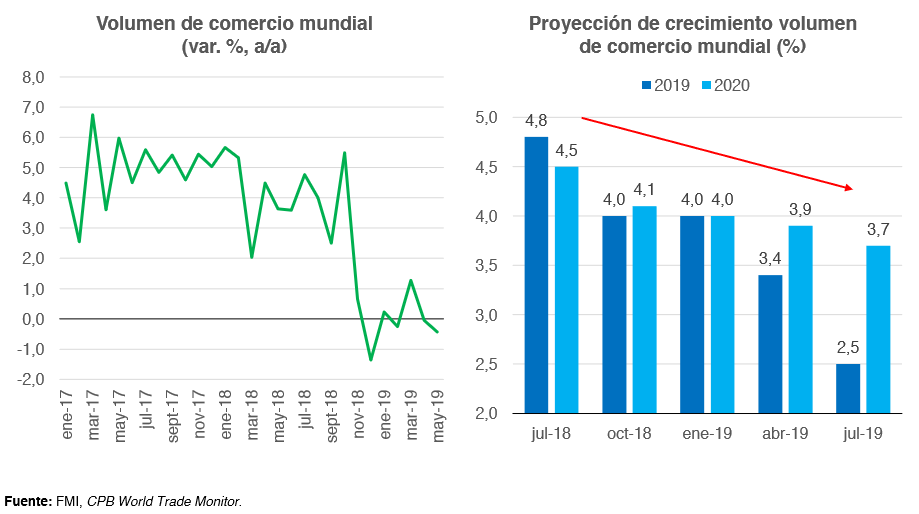 Volumen de comercio mundial
(var. %, a/a)
8,0
7,0
6,0
5,0
4,0
3,0
2,0
1,0
0,0
-1,0
-2,0
ene-17
mar-17
may-17
jul-17
sept-17
nov-17
ene-18
mar-18
may-18
jul-18
sept-18
nov-18
ene-19
mar-19
may-19
Proyección de crecimiento volumen
de comercio mundial (%)
2019 2020
5,0
4,5
4,0
3,5
3,0
2,5
2,0
4,8 4,5
4,0 4,1
4,0 4,0
3,4 3,9
2,5 3,7
jul-18 oct-18 ene-19 abr-19 jul-19
Fuente: FMI, CPB World Trade Monitor.